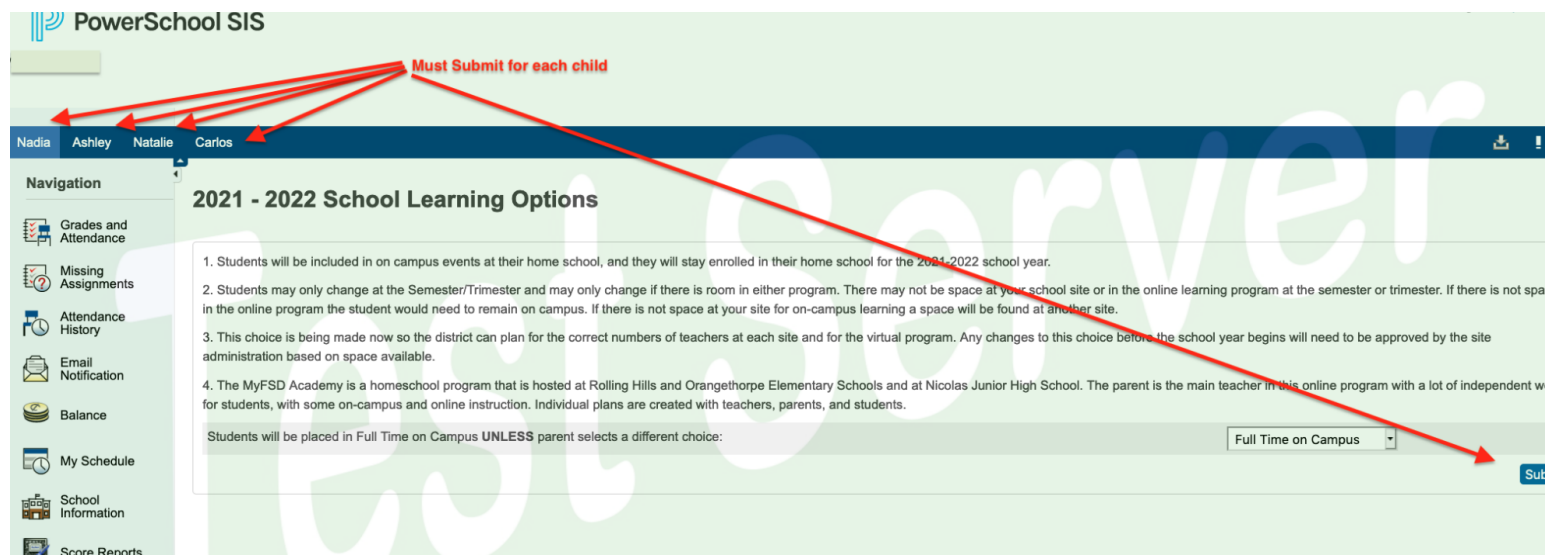 PowerSchool SIS
Must Submit for each child
Nadia Ashley Natalie Carlos
Navigation
Grades and
Attendance
Missing
Assignments
Attendance
History
Email
Notification
Balance
My Schedule
School
Information
Score Reports
2021 - 2022 School Learning Options
1. Students will be included in on campus events at their home school, and they will stay enrolled in their home school for the 2021-2022 school year.
2. Students may only change at the Semester/Trimester and may only change if there is room in either program. There may not be space at your school site or in the online learning program at the semester or trimester. If there is not spa
in the online program the student would need to remain on campus. If there is not space at your site for on-campus learning a space will be found at another site.
3. This choice is being made now so the district can plan for the correct numbers of teachers at each site and for the virtual program. Any changes to this choice before the school year begins will need to be approved by the site
administration based on space available.
4. The MyFSD Academy is a homeschool program that is hosted at Rolling Hills and Orangethorpe Elementary Schools and at Nicolas Junior High School. The parent is the main teacher in this online program with a lot of independent w
for students, with some on-campus and online instruction. Individual plans are created with teachers, parents, and students.
Students will be placed in Full Time on Campus UNLESS parent selects a different choice:
Full Time on Campus
Sub
Test Server